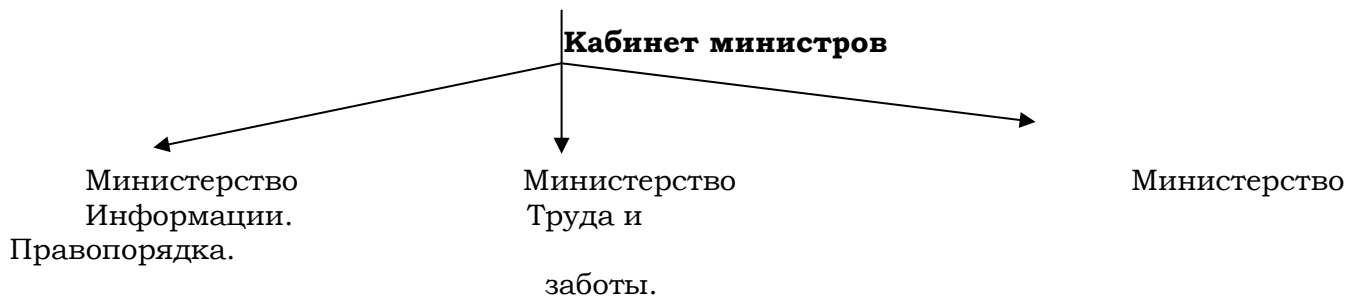 Кабинет министров
Министерство Министерство Министерство
Информации. Труда и
Правопорядка.
заботы.